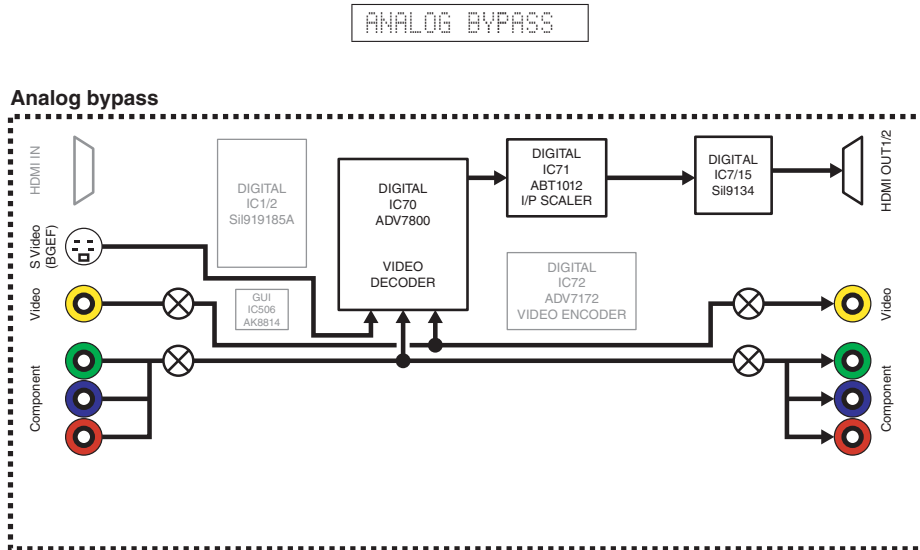 ANALOG BYPASS
Analog bypass
HDMI IN
DIGITAL
IC1/2
Sil919185A
DIGITAL
IC70
ADV7800
VIDEO
DECODER
DIGITAL
IC71
ABT1012
I/P SCALER
DIGITAL
IC7/15
Sil9134
HDMI OUT1/2
S Video
(BGEF)
DIGITAL
IC72
ADV7172
VIDEO ENCODER
Video
GUI
IC506
AK8814
Video
Component
Component